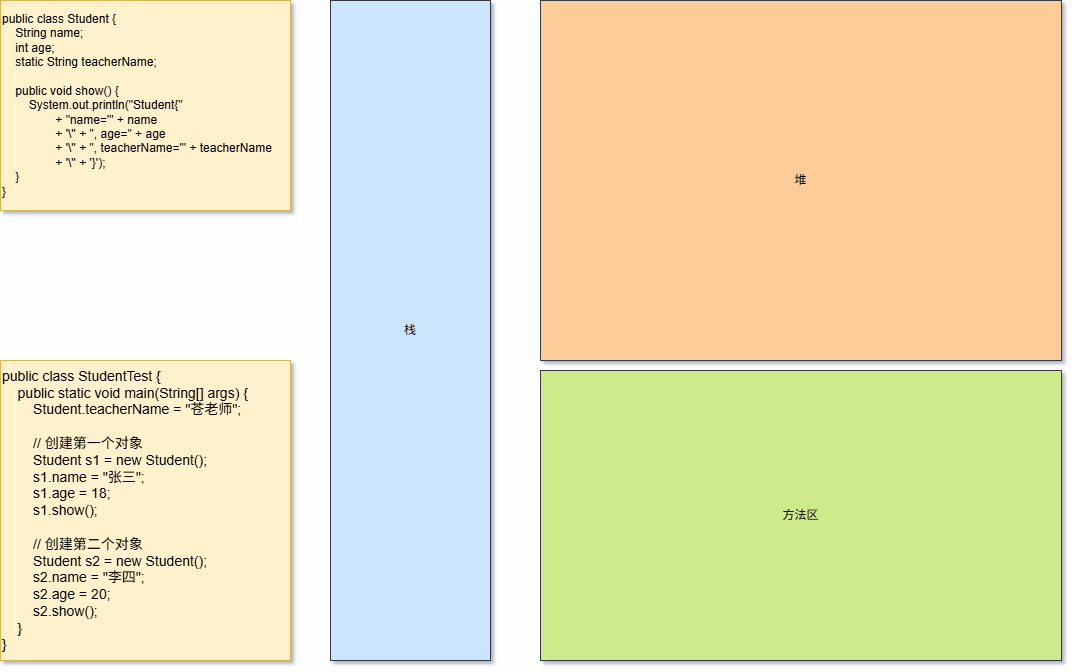 public class Student {
    String name;
    int age;
    static String teacherName;
    public void show() {
        System.out.println("Student{"
                + "name='" + name
                + '\'' + ", age=" + age
                + '\'' + ", teacherName='" + teacherName
                + '\'' + '}');
    }
}
public class StudentTest {
    public static void main(String[] args) {
        Student.teacherName = "苍老师";
        // 创建第一个对象
        Student s1 = new Student();
        s1.name = "张三";
        s1.age = 18;
        s1.show();
        // 创建第二个对象
        Student s2 = new Student();
        s2.name = "李四";
        s2.age = 20;
        s2.show();
    }
}
栈
堆
方法区